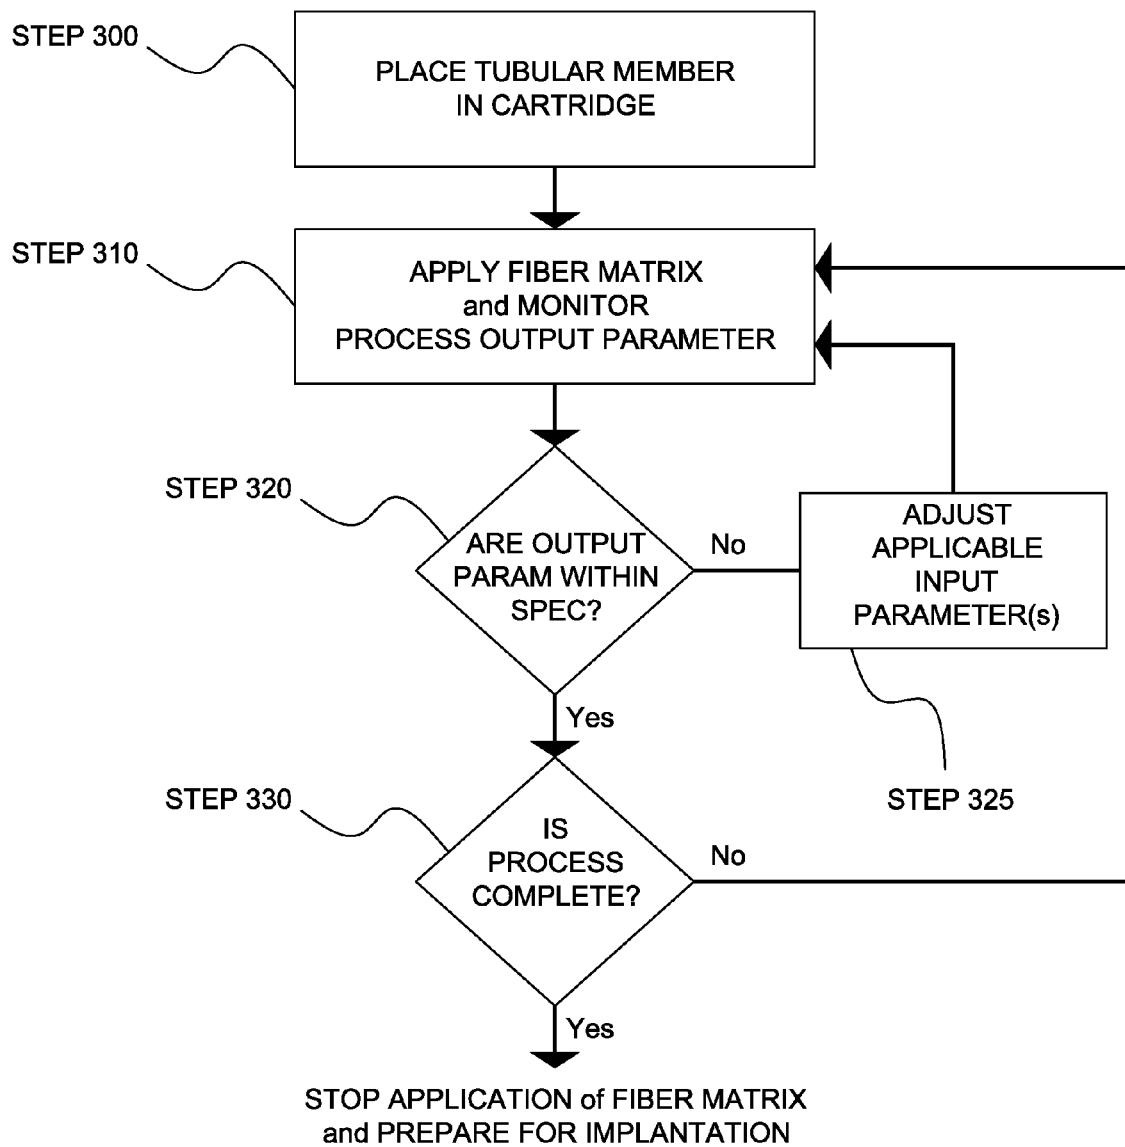 STEP 300
PLACE TUBULAR MEMBER
IN CARTRIDGE
STEP 310
APPLY FIBER MATRIX
and MONITOR
PROCESS OUTPUT PARAMETER
STEP 320
ARE OUTPUT
PARAM WITHIN
SPEC?
No
ADJUST
APPLICABLE
INPUT
PARAMETER(s)
STEP 325
Yes
STEP 330
IS
PROCESS
COMPLETE?
No
Yes
STOP APPLICATION of FIBER MATRIX
and PREPARE FOR IMPLANTATION